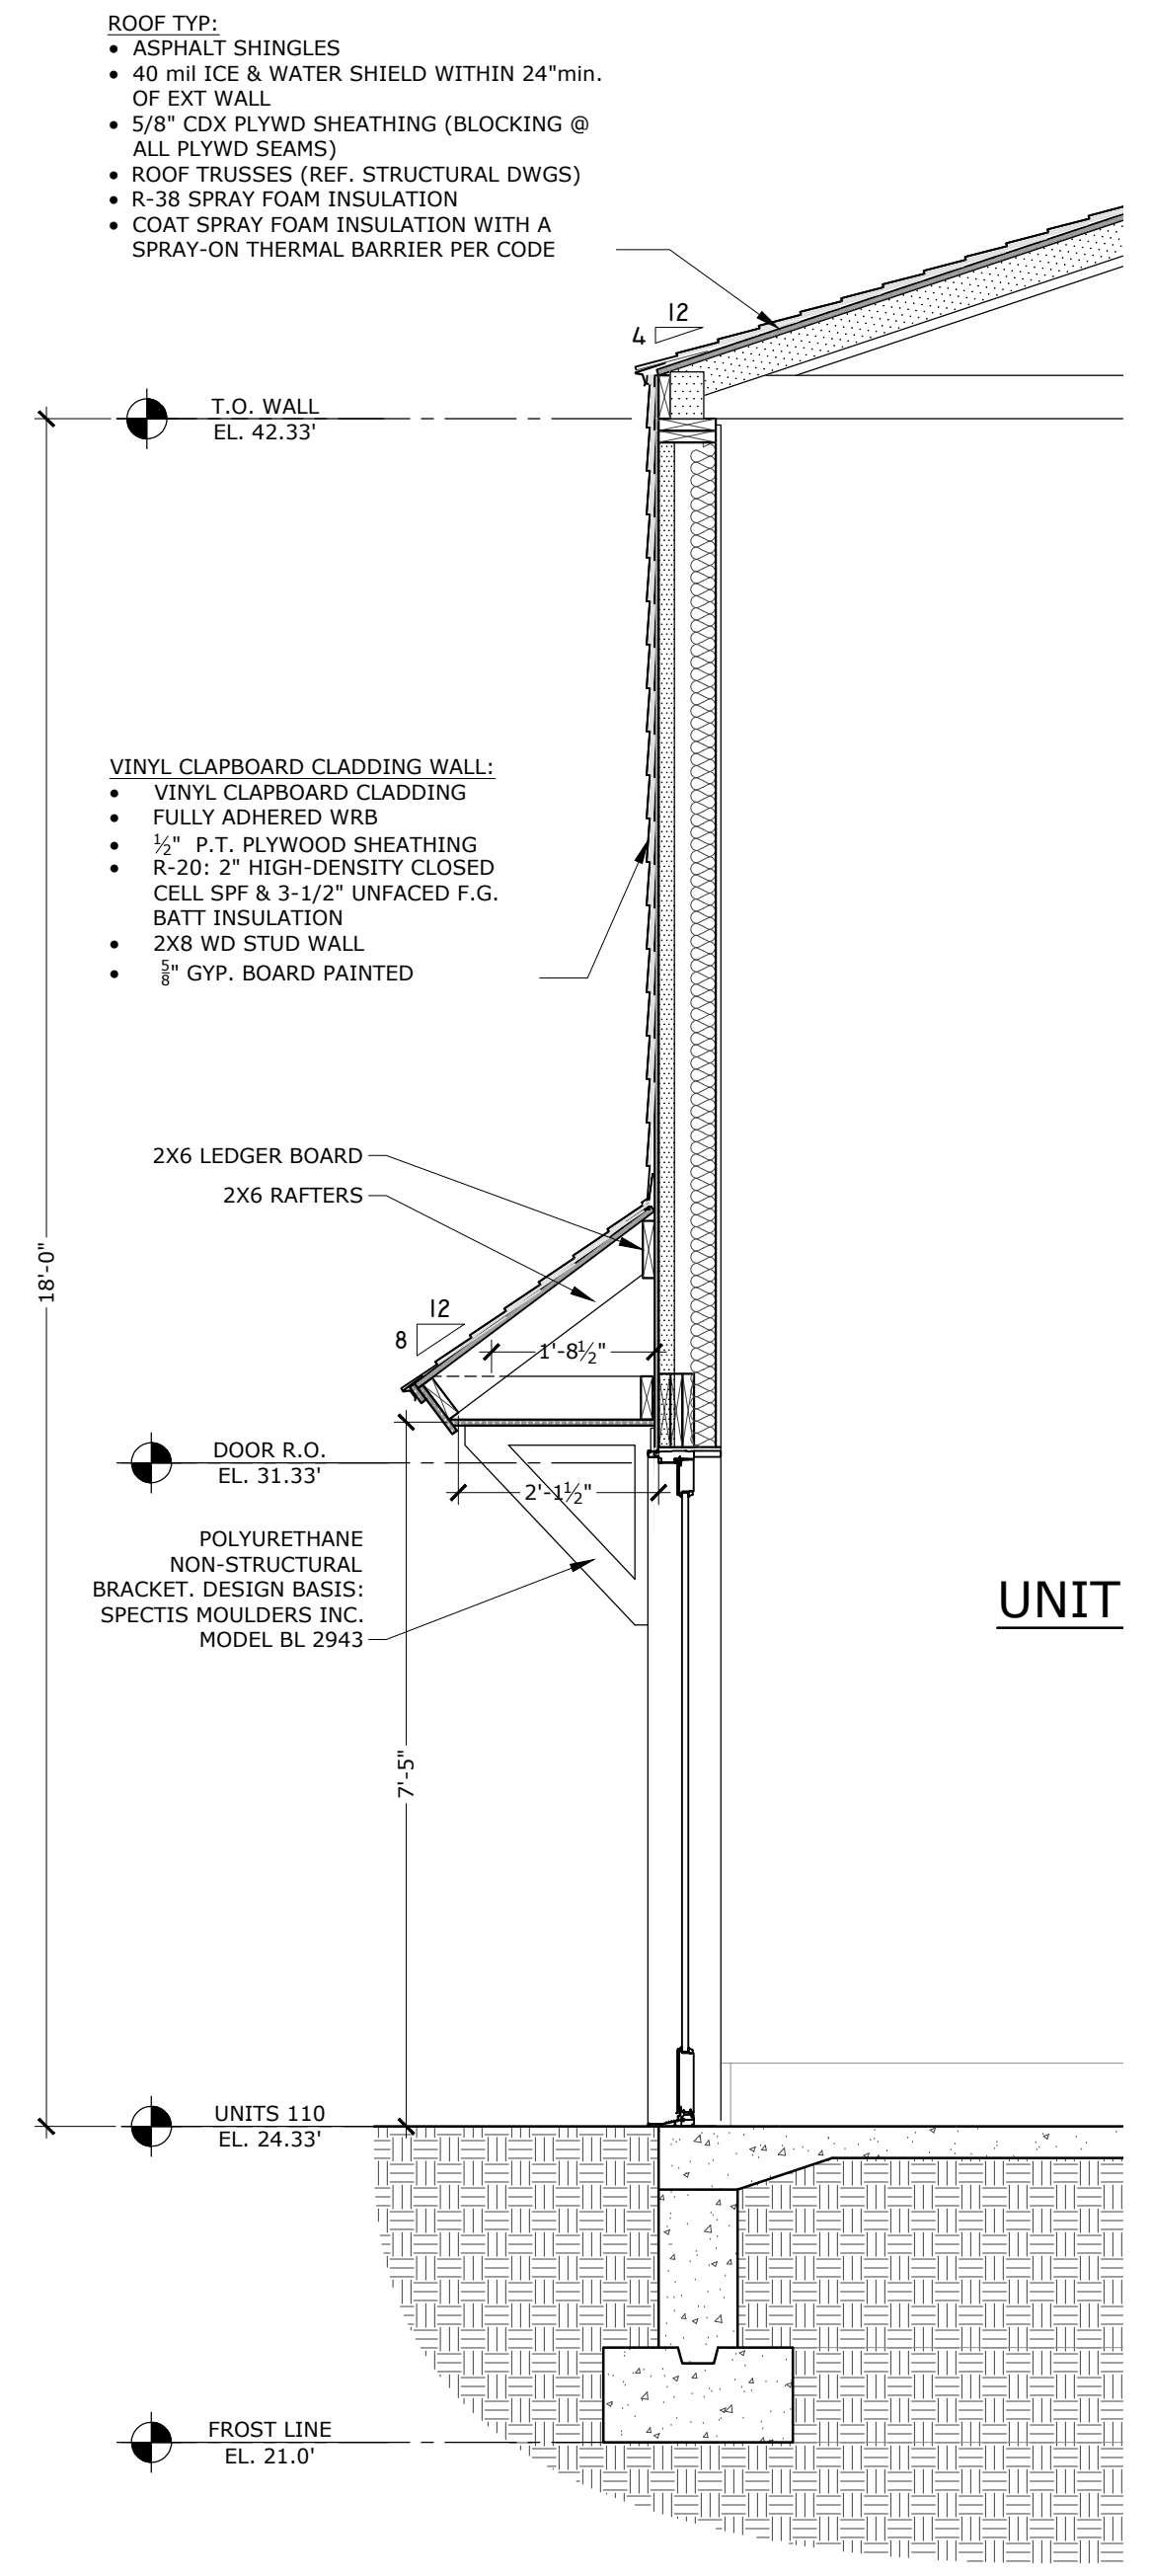 ROOF TYP:
• ASPHALT SHINGLES
• 40 mil ICE & WATER SHIELD WITHIN 24"min.
OF EXT WALL
• 5/8" CDX PLYWD SHEATHING (BLOCKING @
ALL PLYWD SEAMS)
• ROOF TRUSSES (REF. STRUCTURAL DWGS)
• R-38 SPRAY FOAM INSULATION
• COAT SPRAY FOAM INSULATION WITH A
SPRAY-ON THERMAL BARRIER PER CODE
12
4
T.O. WALL
EL. 42.33'
VINYL CLAPBOARD CLADDING WALL:
• VINYL CLAPBOARD CLADDING
• FULLY ADHERED WRB
• ½" P.T. PLYWOOD SHEATHING
• R-20: 2" HIGH-DENSITY CLOSED
CELL SPF & 3-1/2" UNFACED F.G.
BATT INSULATION
• 2X8 WD STUD WALL
• ⅝" GYP. BOARD PAINTED
2X6 LEDGER BOARD
2X6 RAFTERS
18'-0"
12
8
1'-8½"
DOOR R.O.
EL. 31.33'
2'-1½"
POLYURETHANE
NON-STRUCTURAL
BRACKET. DESIGN BASIS:
SPECTIS MOULDERS INC.
MODEL BL 2943
UNIT
7'-5"
UNITS 110
EL. 24.33'
FROST LINE
EL. 21.0'